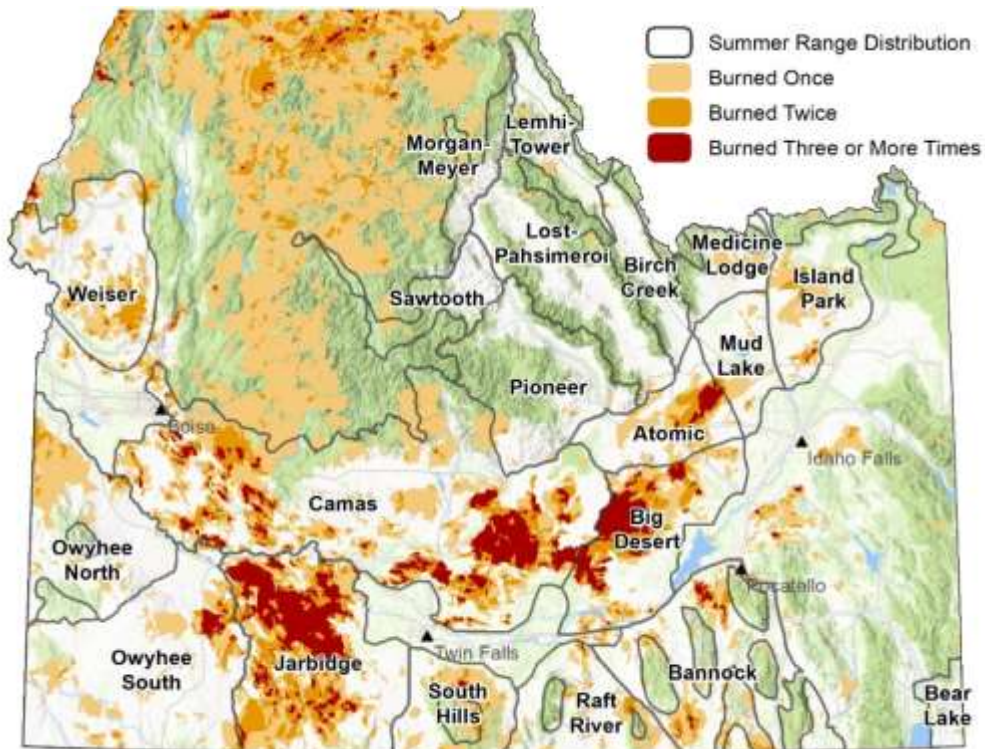 Summer Range Distribution
Burned Once
Burned Twice
Burned Three or More Times
Morgan-
Meyer
Lemhi-
Tower
Lost-
Pahsimeroi
Birch
Creek
Medicine
Lodge
Island
Park
Weiser
Sawtooth
Mud
Lake
Pioneer
Boise
Atomic
Idaho Falls
Camas
Big
Desert
Owyhee
North
Pocatello
Twin Falls
Owyhee
South
Jarbidge
South
Hills
Raft
River
Bannock
Bear
Lake